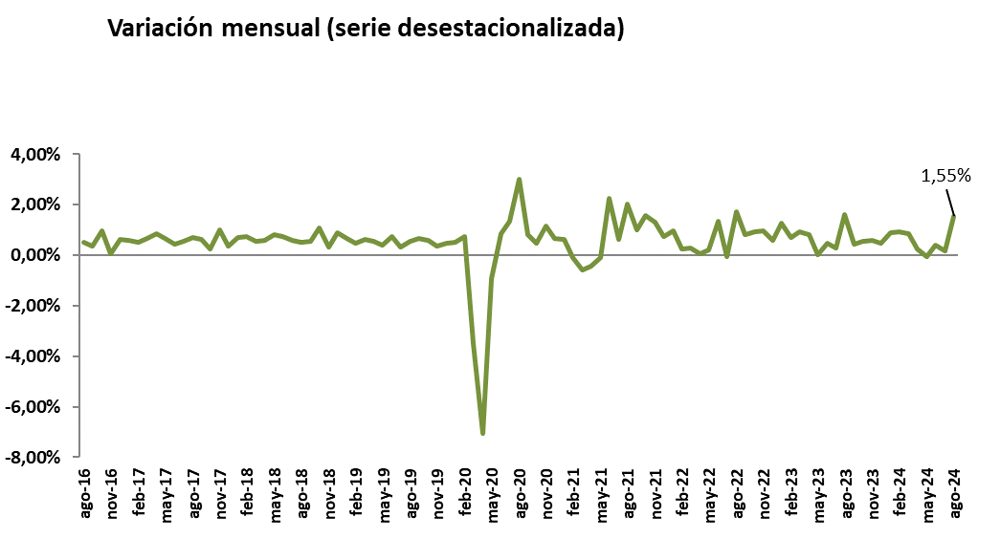 Variación mensual (serie desestacionalizada)
4,00%
2,00%
0,00%
-2,00%
-4,00%
-6,00%
-8,00%
1,55%
ago-16
nov-16
feb-17
may-17
ago-17
nov-17
feb-18
may-18
ago-18
nov-18
feb-19
may-19
ago-19
nov-19
feb-20
may-20
ago-20
nov-20
feb-21
may-21
ago-21
nov-21
feb-22
may-22
ago-22
nov-22
feb-23
may-23
ago-23
nov-23
feb-24
may-24
ago-24